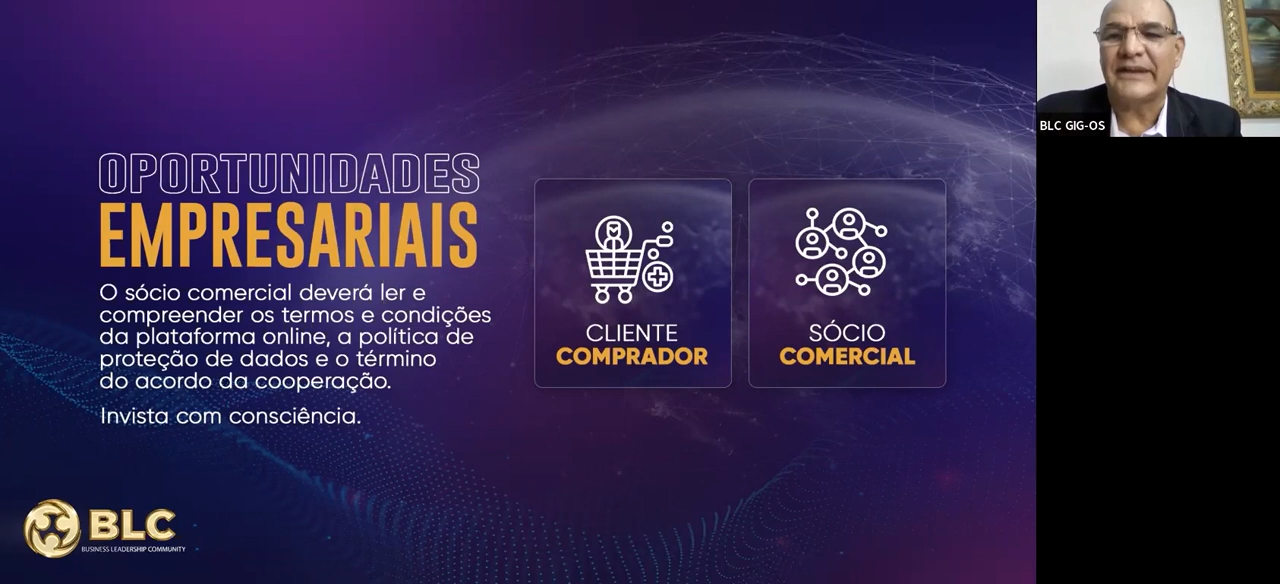 OPORTUNIDADES
EMPRESARIAIS
O sócio comercial deverá ler e
compreender os termos e condições
da plataforma online, a política de
proteção de dados e o término
do acordo da cooperação.
Invista com consciência.
CLIENTE
COMPRADOR
SÓCIO
COMERCIAL
BLC
BUSINESS LEADERSHIP COMMUNITY
BLC GIG-OS